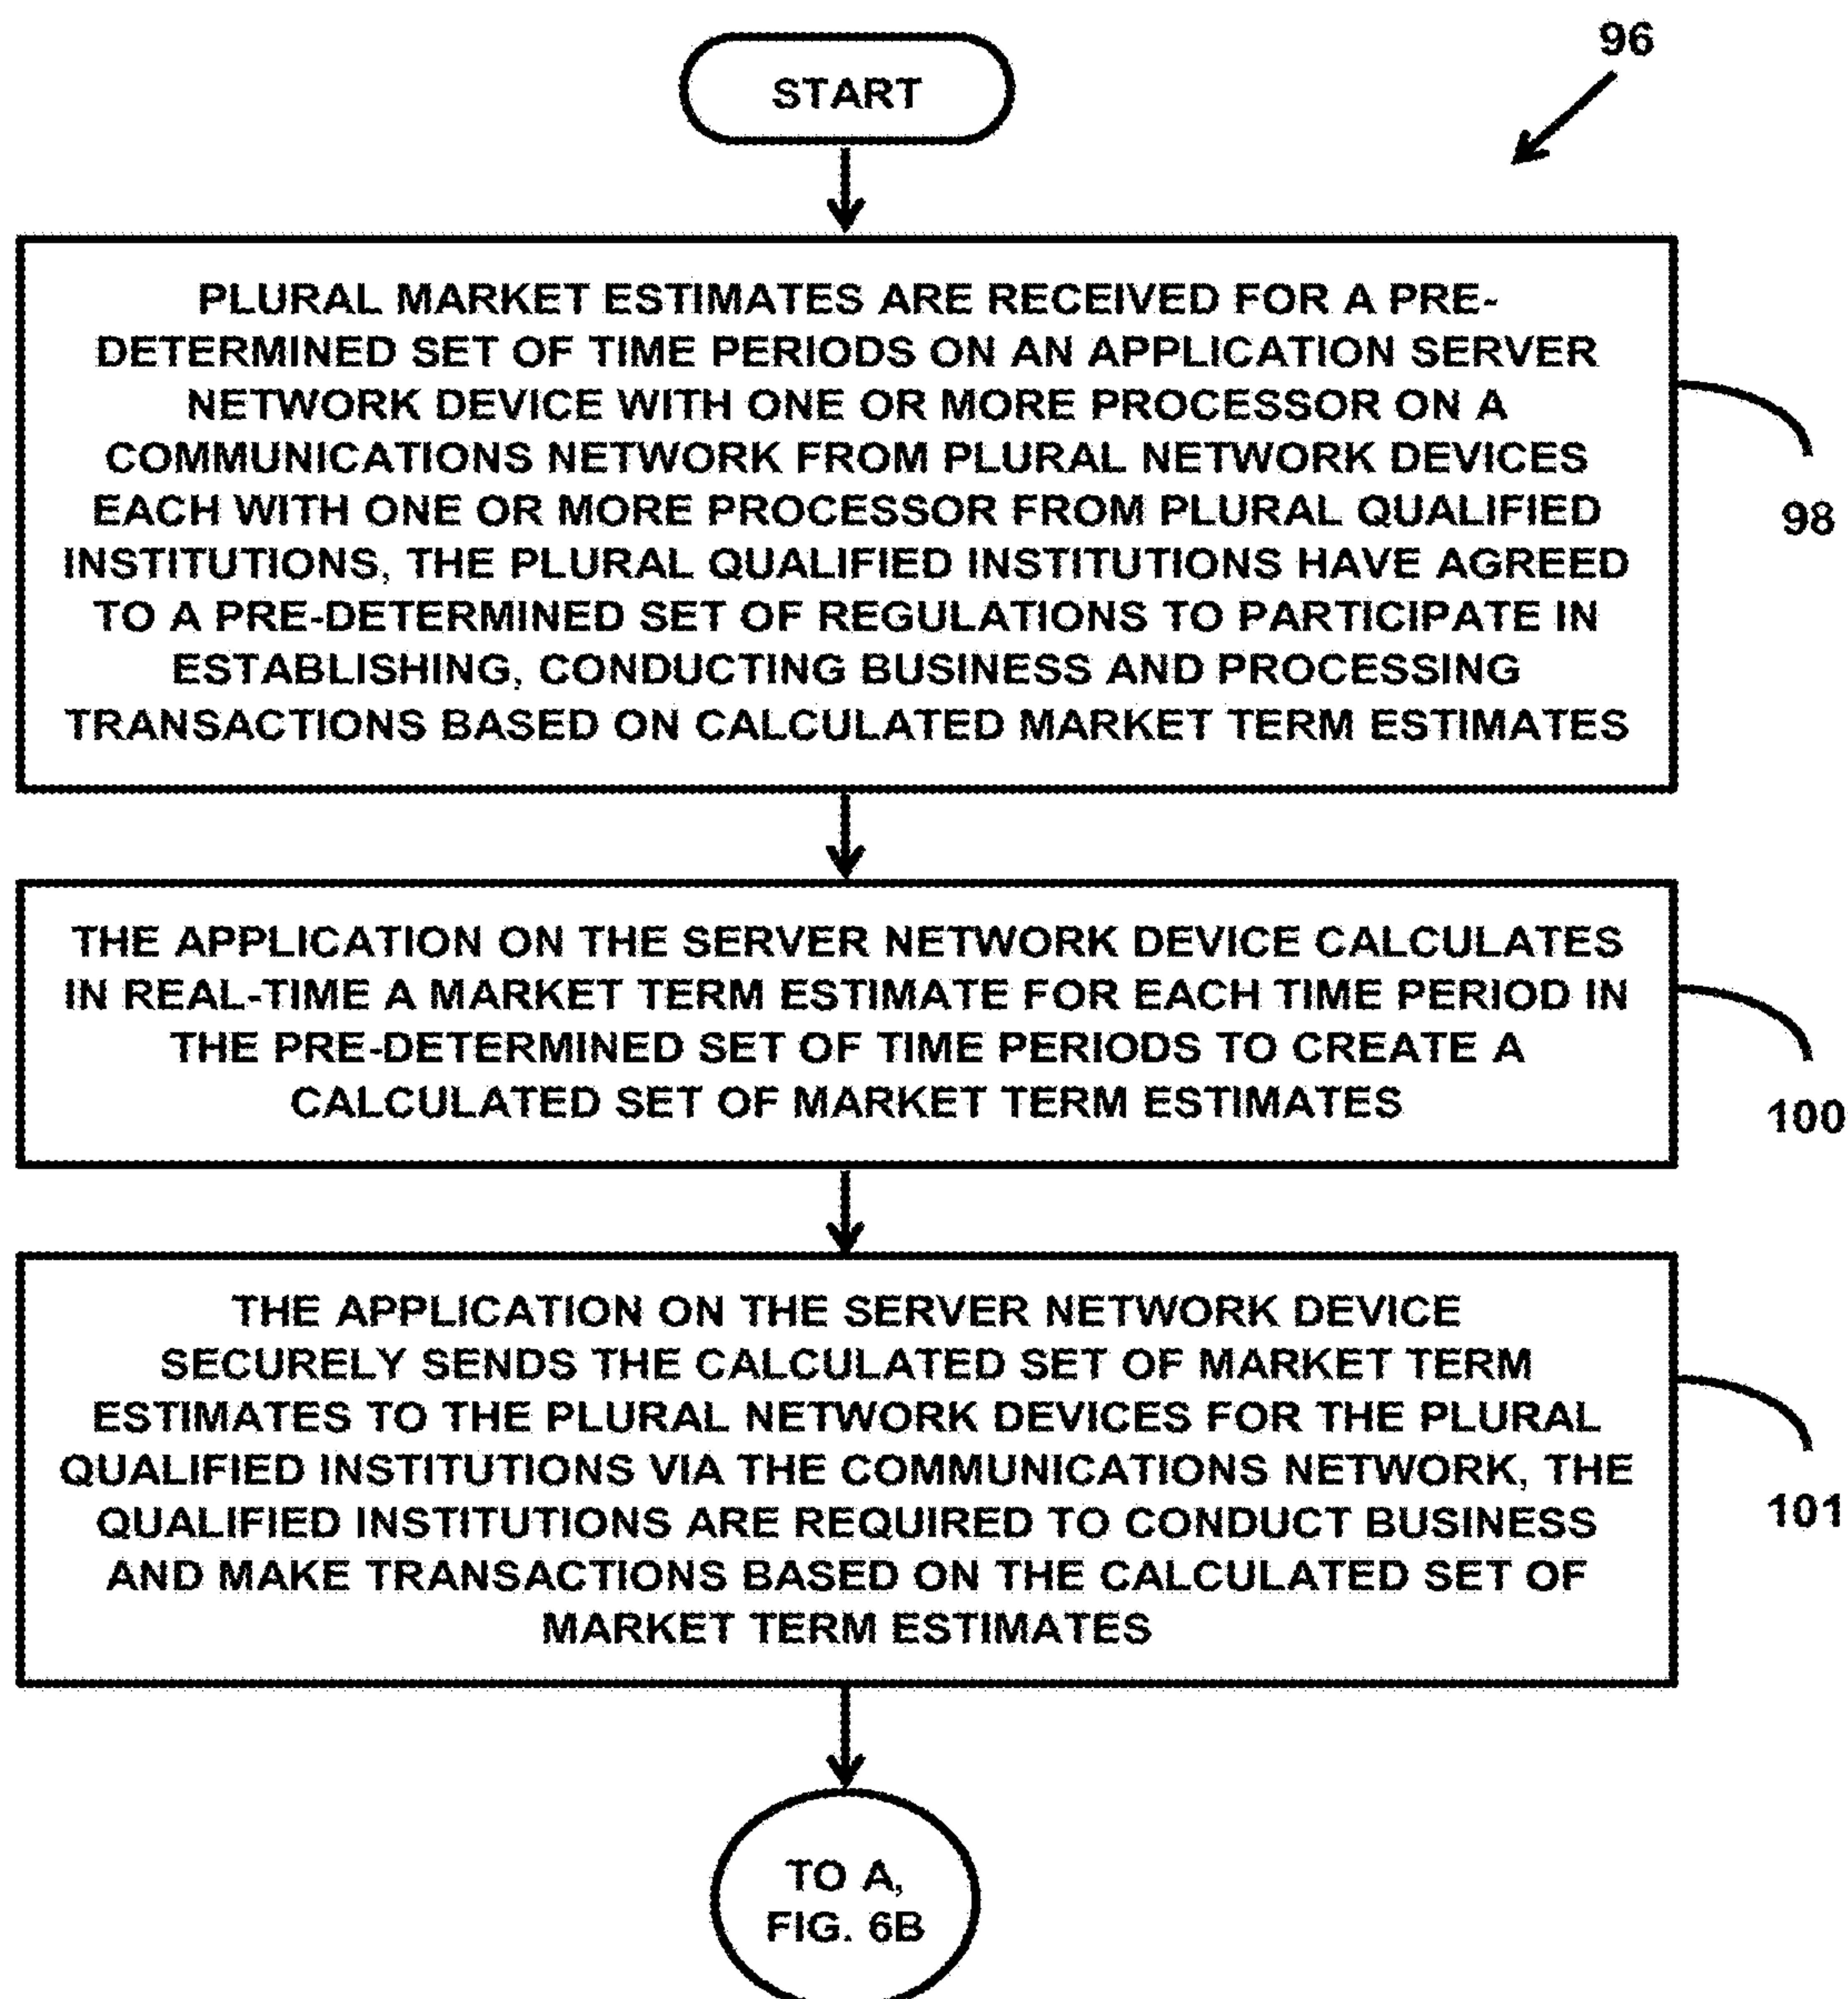 96
START
PLURAL MARKET ESTIMATES ARE RECEIVED FOR A PRE-
DETERMINED SET OF TIME PERIODS ON AN APPLICATION SERVER
NETWORK DEVICE WITH ONE OR MORE PROCESSOR ON A
COMMUNICATIONS NETWORK FROM PLURAL NETWORK DEVICES
EACH WITH ONE OR MORE PROCESSOR FROM PLURAL QUALIFIED
INSTITUTIONS, THE PLURAL QUALIFIED INSTITUTIONS HAVE AGREED
TO A PRE-DETERMINED SET OF REGULATIONS TO PARTICIPATE IN
ESTABLISHING, CONDUCTING BUSINESS AND PROCESSING
TRANSACTIONS BASED ON CALCULATED MARKET TERM ESTIMATES
98
THE APPLICATION ON THE SERVER NETWORK DEVICE CALCULATES
IN REAL-TIME A MARKET TERM ESTIMATE FOR EACH TIME PERIOD IN
THE PRE-DETERMINED SET OF TIME PERIODS TO CREATE A
CALCULATED SET OF MARKET TERM ESTIMATES
100
THE APPLICATION ON THE SERVER NETWORK DEVICE
SECURELY SENDS THE CALCULATED SET OF MARKET TERM
ESTIMATES TO THE PLURAL NETWORK DEVICES FOR THE PLURAL
QUALIFIED INSTITUTIONS VIA THE COMMUNICATIONS NETWORK, THE
QUALIFIED INSTITUTIONS ARE REQUIRED TO CONDUCT BUSINESS
AND MAKE TRANSACTIONS BASED ON THE CALCULATED SET OF
MARKET TERM ESTIMATES
101
TO A,
FIG. 6B